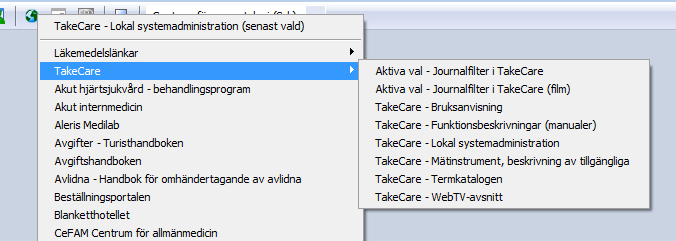 TakeCare - Lokal systemadministration (senast vald)
Läkemedelslänkar
TakeCare
Akut hjärtsjukvård - behandlingsprogram
Akut internmedicin
Aleris Medilab
Avgifter - Turisthandboken
Avgiftshandboken
Avlidna - Handbok för omhändertagande av avlidna
Beställningsportalen
Blanketthotellet
CeFAM Centrum för allmänmedicin
Aktiva val - Journalfilter i TakeCare
Aktiva val - Journalfilter i TakeCare (film)
TakeCare - Bruksanvisning
TakeCare - Funktionsbeskrivningar (manualer)
TakeCare - Lokal systemadministration
TakeCare - Mätinstrument, beskrivning av tillgängliga
TakeCare - Termkatalogen
TakeCare - WebTV-avsnitt